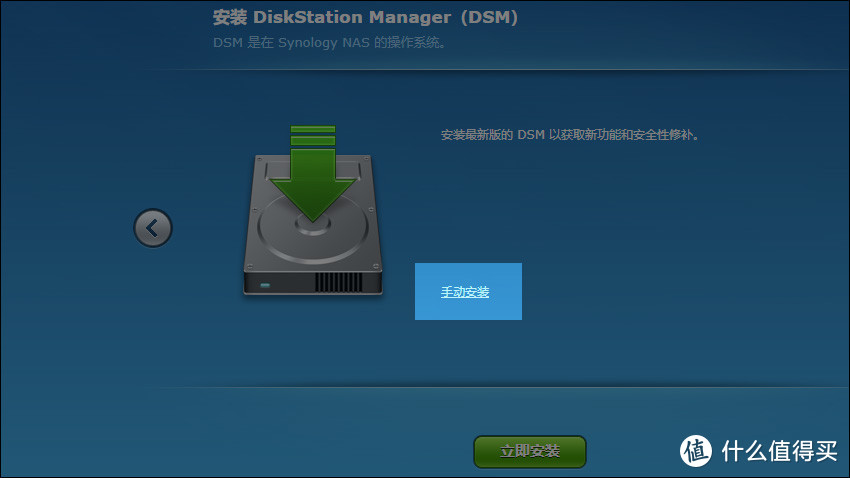 安装 DiskStation Manager (DSM)
DSM 是在 Synology NAS 的操作系统。
安装最新版的 DSM 以获取新功能和安全性修补。
手动安装
立即安装
值 什么值得买